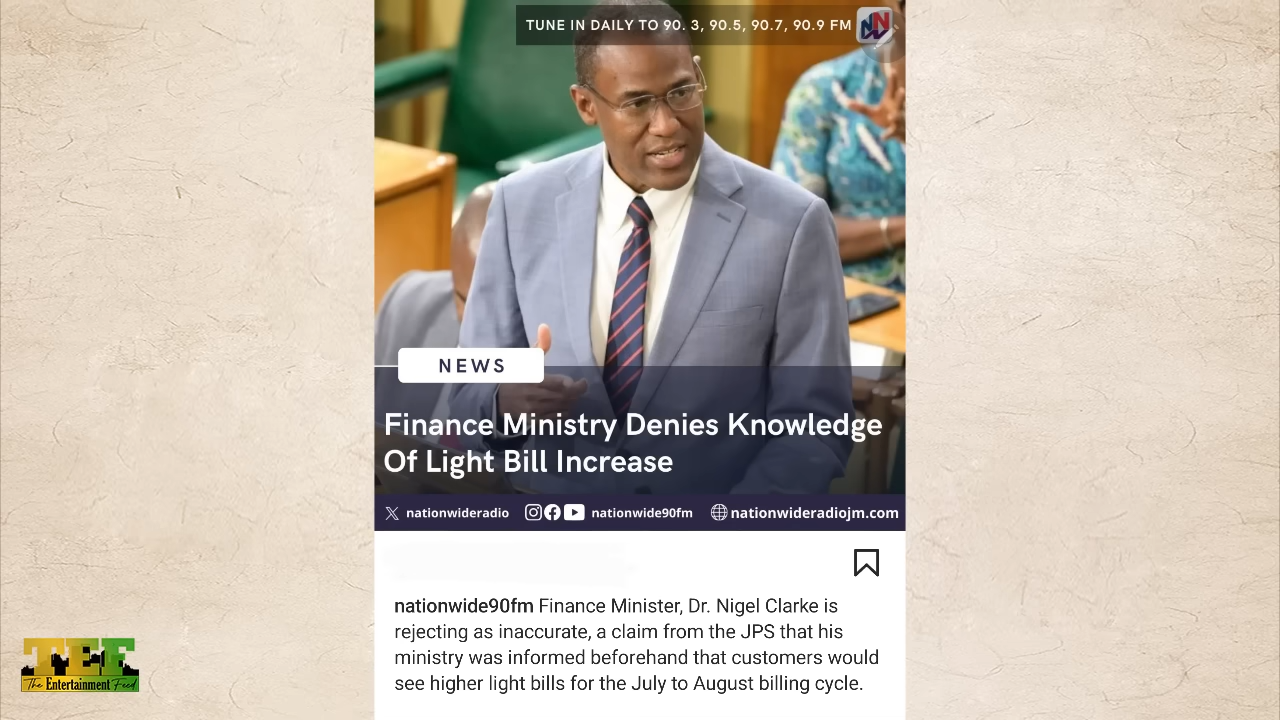 TUNE IN DAILY TO 90. 3, 90.5, 90.7, 90.9 FM
NEWS
Finance Ministry Denies Knowledge
Of Light Bill Increase
nationwideradio nationwide90fm nationwideradiojm.com
nationwide90fm Finance Minister, Dr. Nigel Clarke is
rejecting as inaccurate, a claim from the JPS that his
ministry was informed beforehand that customers would
see higher light bills for the July to August billing cycle.
TEF
The Entertainment Feed